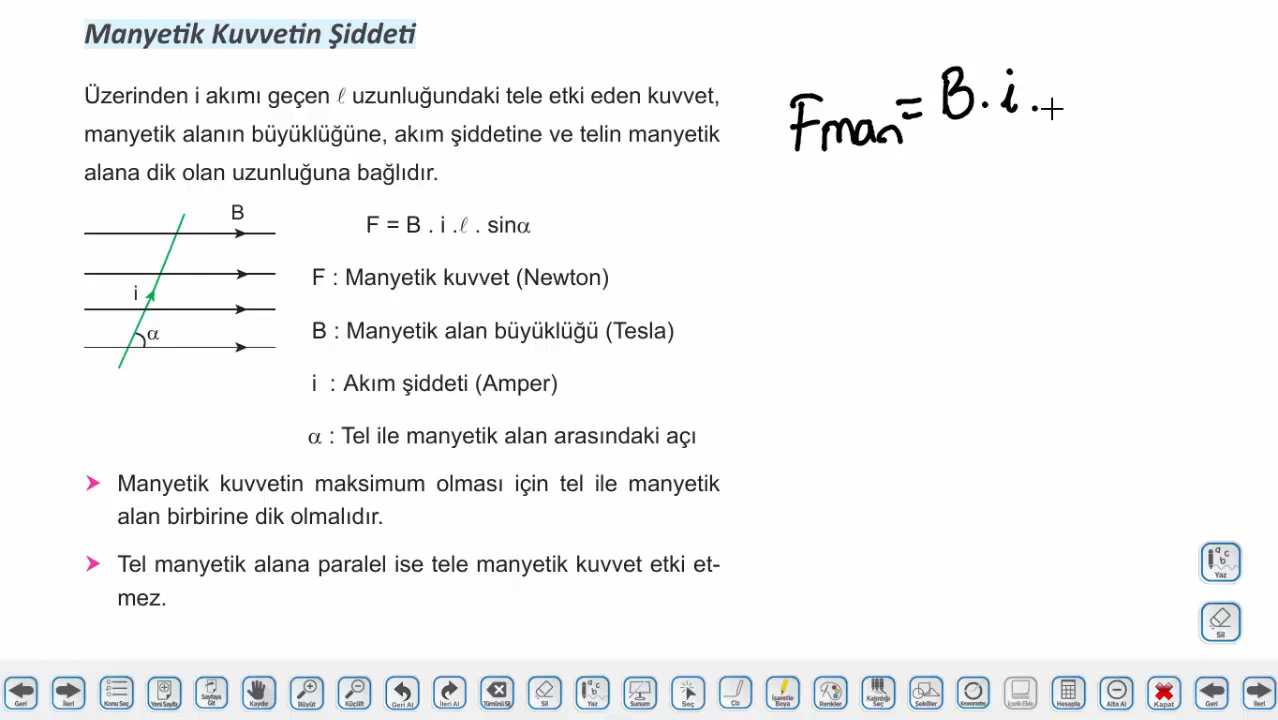 Manyetik Kuvvetin Şiddeti
Üzerinden i akımı geçen ℓ uzunluğundaki tele etki eden kuvvet,
manyetik alanın büyüklüğüne, akım şiddetine ve telin manyetik
alana dik olan uzunluğuna bağlıdır.
Fman = B . i .
B
i
α
F = B . i .ℓ . sinα
F : Manyetik kuvvet (Newton)
B : Manyetik alan büyüklüğü (Tesla)
i : Akım şiddeti (Amper)
α : Tel ile manyetik alan arasındaki açı
Manyetik kuvvetin maksimum olması için tel ile manyetik
alan birbirine dik olmalıdır.
Tel manyetik alana paralel ise tele manyetik kuvvet etki et-
mez.
a b c
Yaz
Sil
Geri
İleri
Konu Seç
Yeni Sayfa
Sayfaya Git
Kaydır
Büyüt
Küçült
Geri Al
İleri Al
Tümünü Sil
Sil
Yaz
Sunum
Seç
Çiz
İşaretle Boya
Renkler
Kalınlığı Seç
Şekiller
Kronometre
İçerik Ekle
Hesapla
Alta Al
Kapat
Geri
İleri